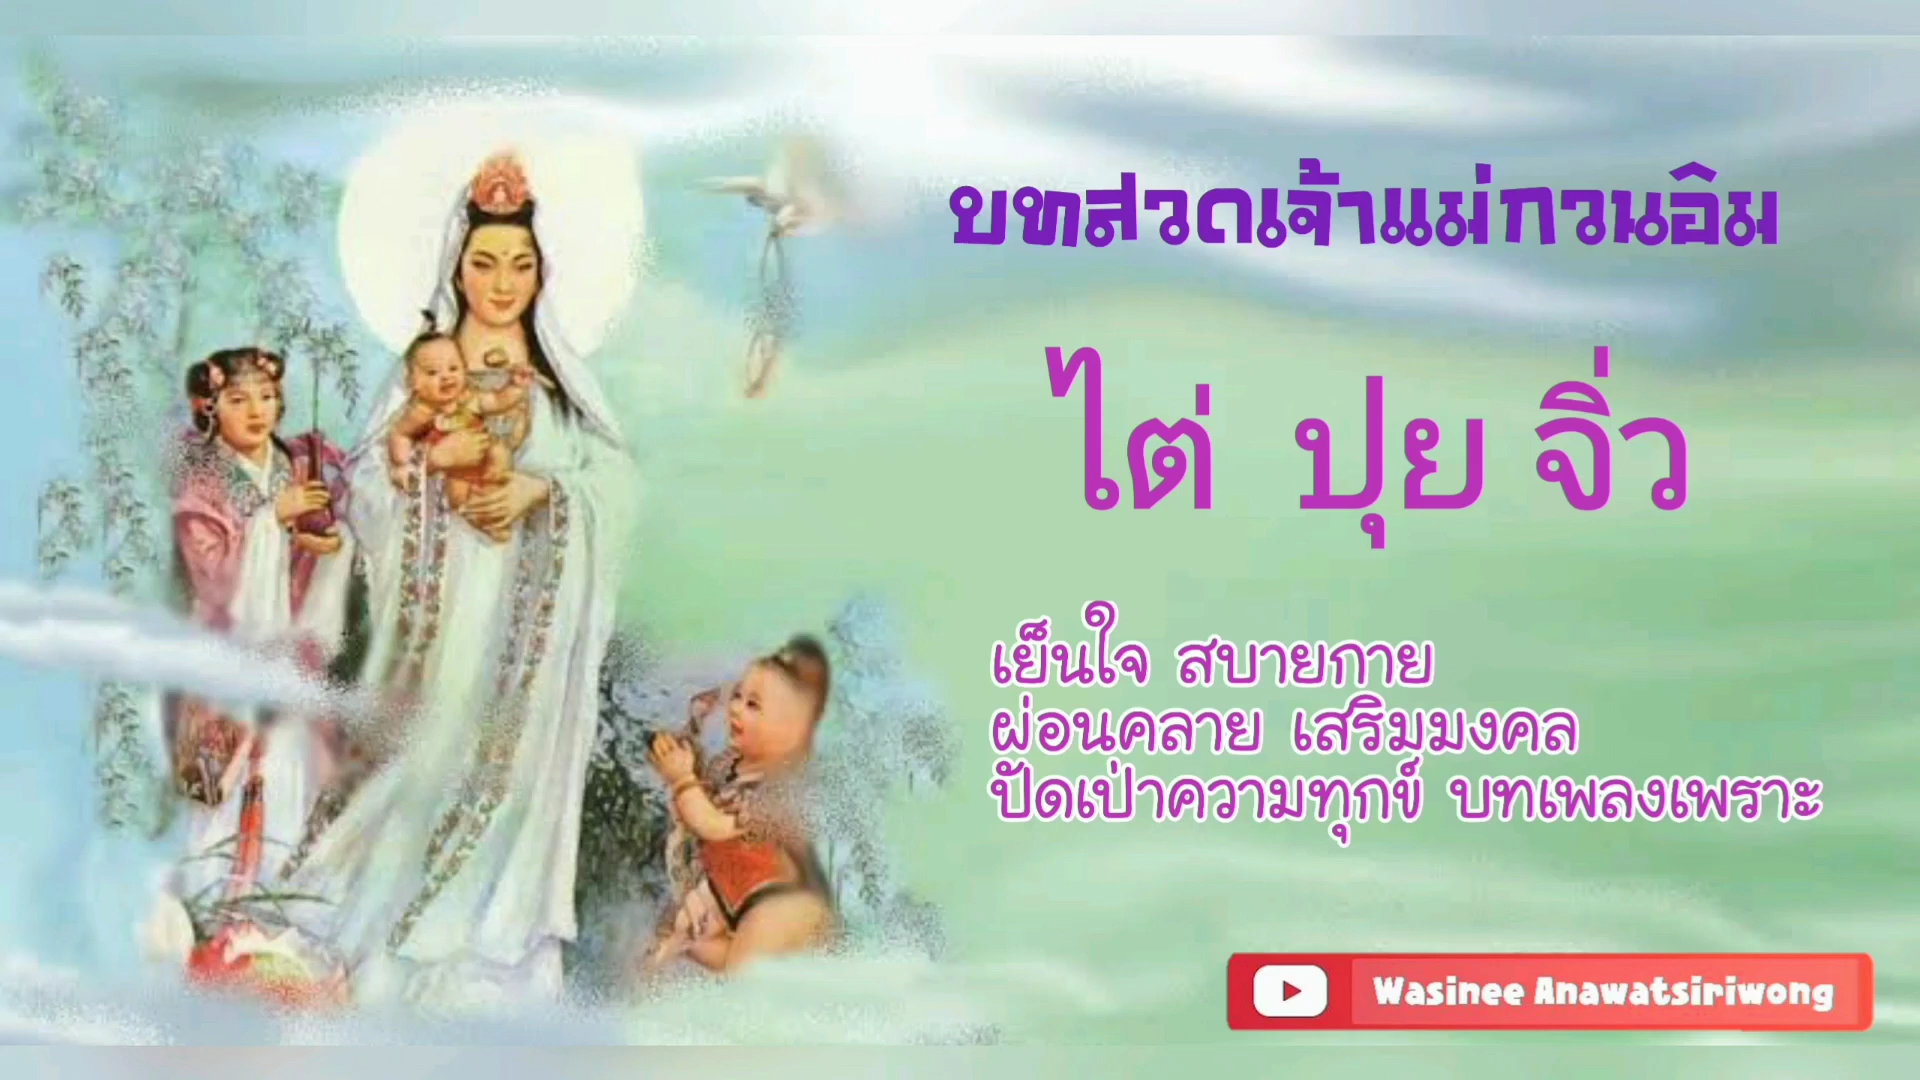 บทสวดเจ้าแม่กวนอิม
ไต่ ปุย จิ่ว
เย็นใจ สบายกาย
ผ่อนคลาย เสริมมงคล
ปัดเป่าความทุกข์ บทเพลงเพราะ
Wasinee Anawatsiriwong